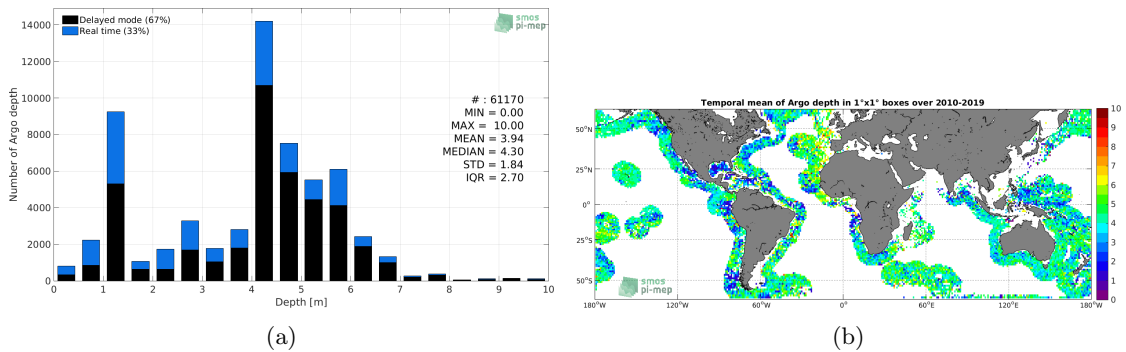 Delayed mode (67%)
Real time (33%)
smos
pi-mep
14000
12000
10000
8000
6000
4000
2000
0
Number of Argo depth
# : 61170
MIN = 0.00
MAX = 10.00
MEAN = 3.94
MEDIAN = 4.30
STD = 1.84
IQR = 2.70
0 1 2 3 4 5 6 7 8 9 10
Depth [m]
(a)
Temporal mean of Argo depth in 1°x1° boxes over 2010-2019
50°N
25°N
0°
25°S
50°S
180°W 120°W 60°W 0° 60°E 120°E 180°W
smos
pi-mep
10
9
8
7
6
5
4
3
2
1
0
(b)